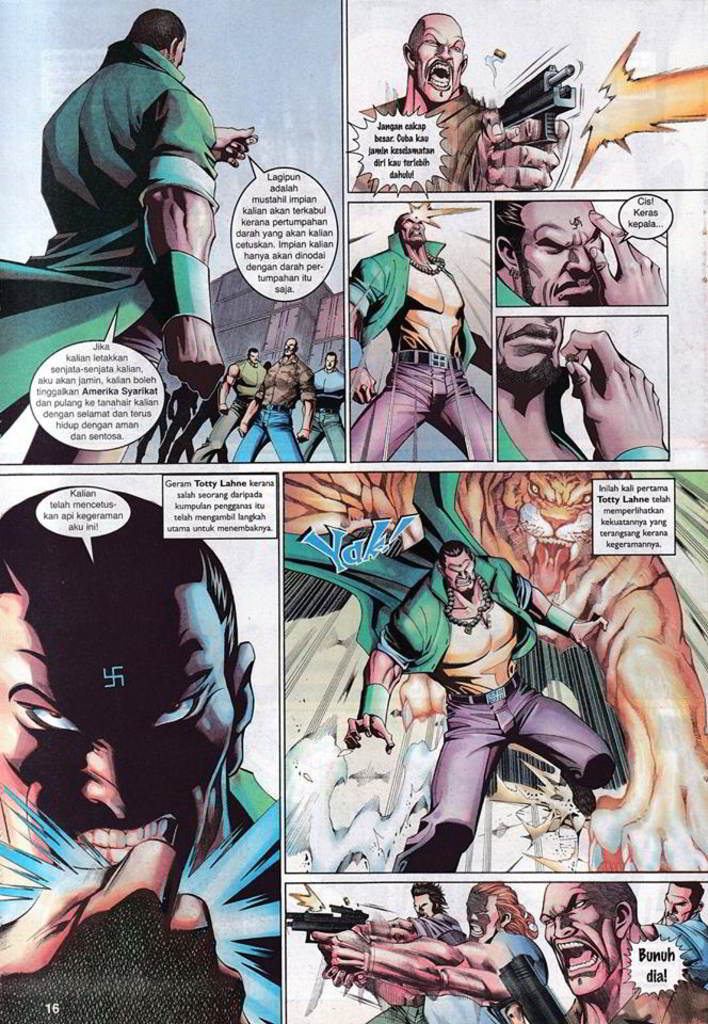 Lagipun
adalah
mustahil impian
kalian akan terkabul
kerana pertumpahan
darah yang akan kalian
cetuskan. Impian kalian
hanya akan dinodai
dengan darah per-
tumpahan itu
saja.
Jika
kalian letakkan
senjata-senjata itu,
aku akan jamin, kalian boleh
tinggalkan Amerika Syarikat
dan pulang ke tanahair kalian
dengan selamat dan terus
hidup dengan aman
dan sentosa.
Jangan cakap
besar. Cuba kau
jamin keselamatan
diri kau terlebih
dahulu!
Cis!
Keras
kepala...
Kalian
telah mencetus-
kan api kegeraman
aku ini!
Geram Totty Lahne kerana
salah seorang daripada
kumpulan pengganas itu
telah mengambil langkah
utama untuk menembaknya.
Inilah kali pertama
Totty Lahne telah
memperlihatkan
kekuatannya yang
terangsang kerana
kegeramannya.
Yak!
Bunuh
dia!
16